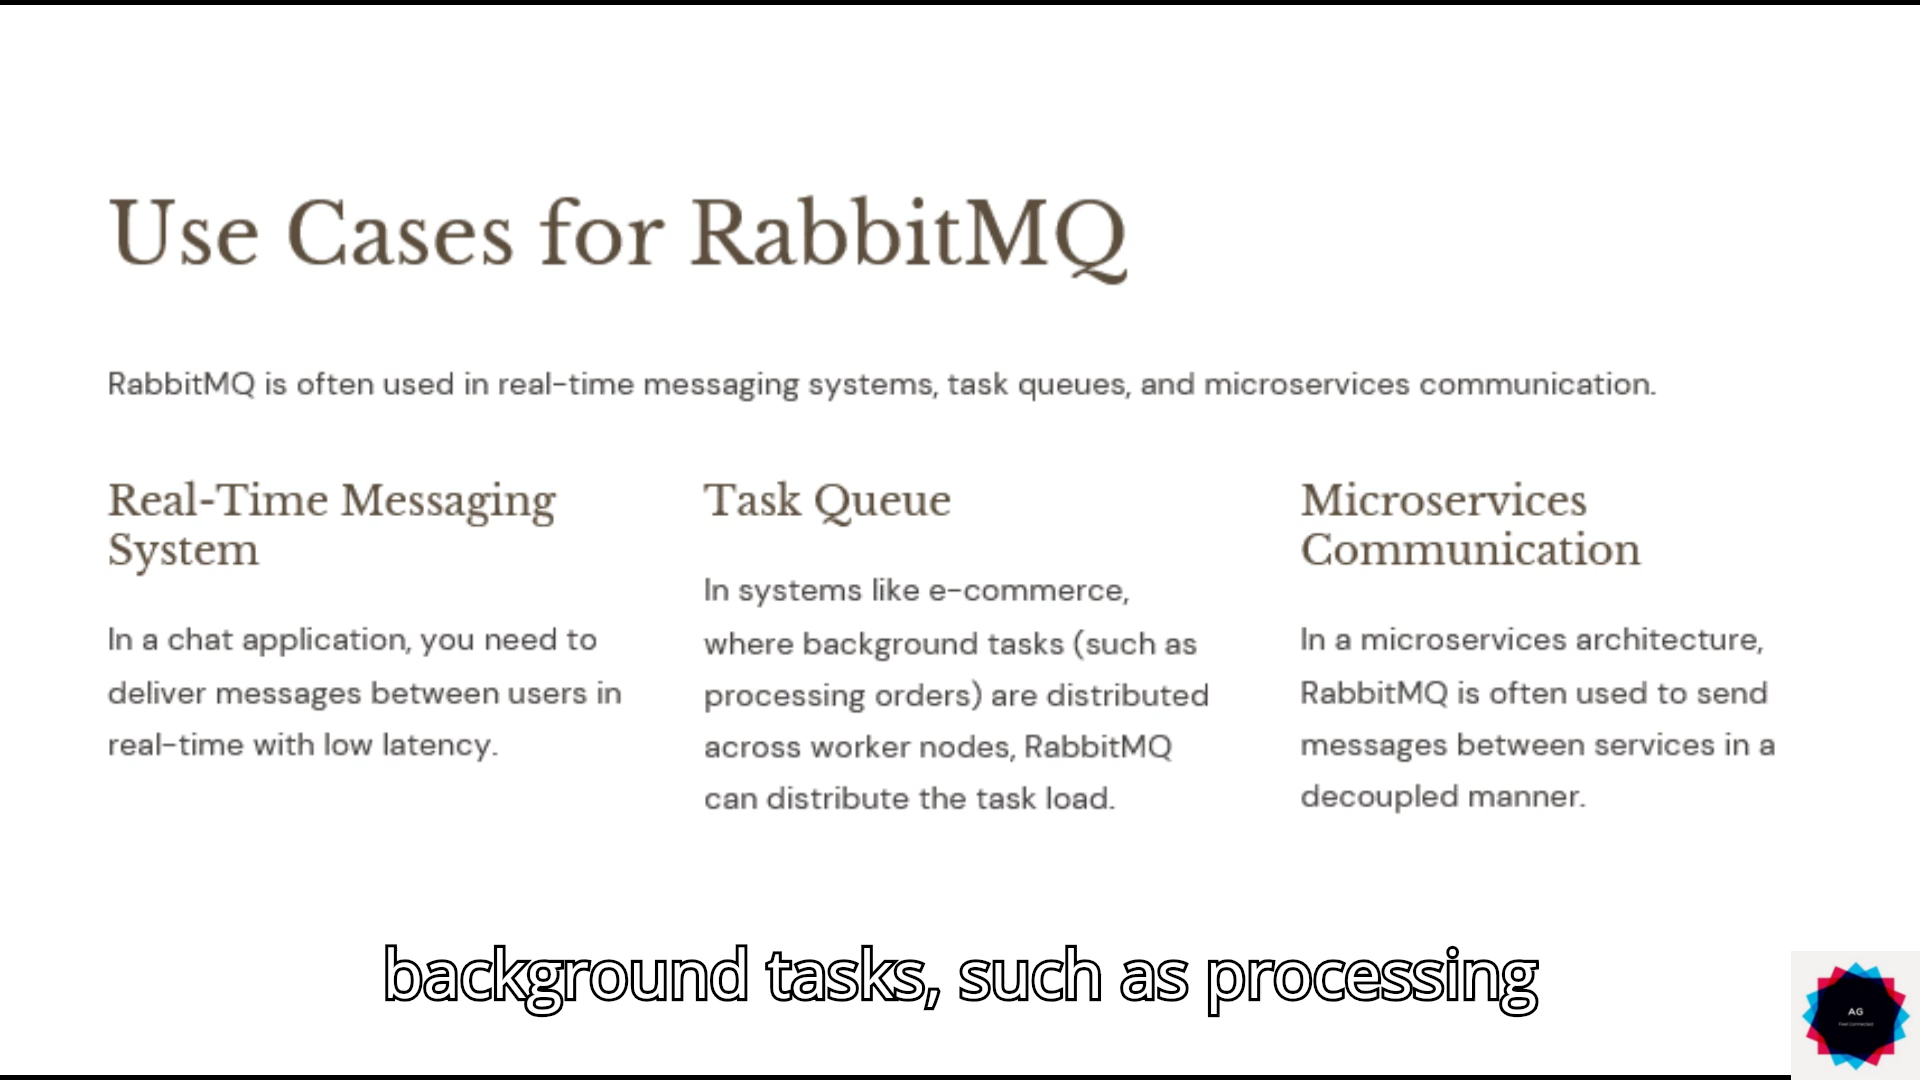 Use Cases for RabbitMQ
RabbitMQ is often used in real-time messaging systems, task queues, and microservices communication.
Real-Time Messaging
System
In a chat application, you need to
deliver messages between users in
real-time with low latency.
Task Queue
In systems like e-commerce,
where background tasks (such as
processing orders) are distributed
across worker nodes, RabbitMQ
can distribute the task load.
Microservices
Communication
In a microservices architecture,
RabbitMQ is often used to send
messages between services in a
decoupled manner.
background tasks, such as processing
AG